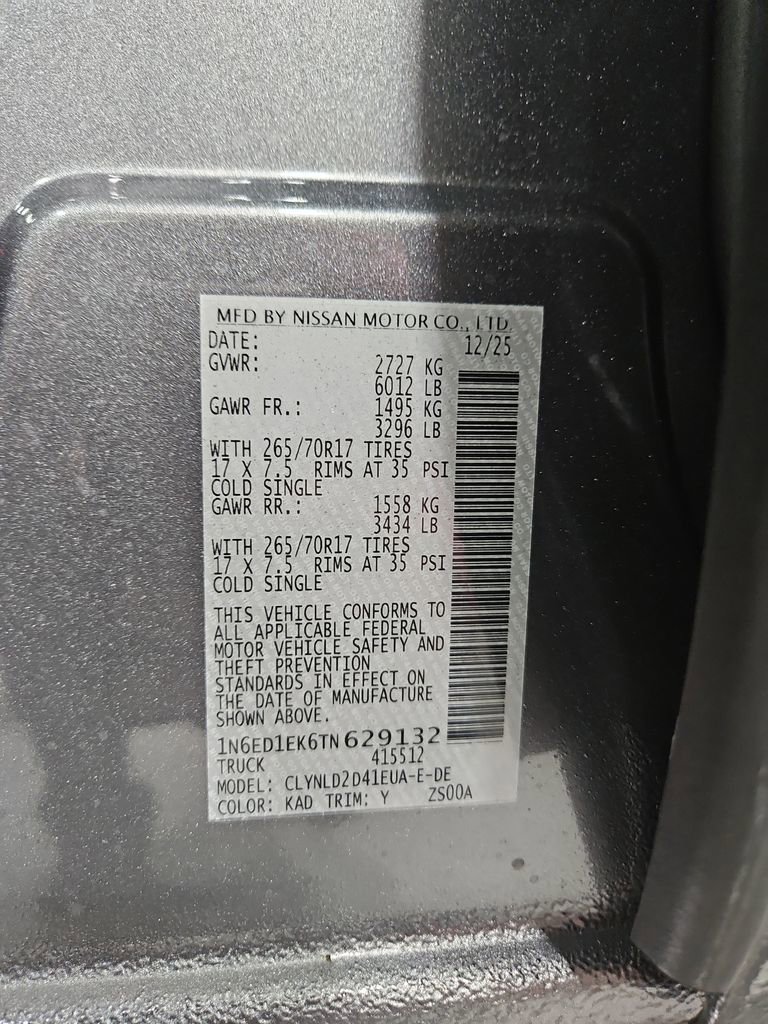 MFD BY NISSAN MOTOR CO., LTD.
DATE: 12/25
GVWR: 2727 KG
6012 LB
GAWR FR.: 1495 KG
3296 LB
WITH 265/70R17 TIRES
17 X 7.5 RIMS AT 35 PSI
COLD SINGLE
GAWR RR.: 1558 KG
3434 LB
WITH 265/70R17 TIRES
17 X 7.5 RIMS AT 35 PSI
COLD SINGLE
THIS VEHICLE CONFORMS TO
ALL APPLICABLE FEDERAL
MOTOR VEHICLE SAFETY AND
THEFT PREVENTION
STANDARDS IN EFFECT ON
THE DATE OF MANUFACTURE
SHOWN ABOVE.
1N6ED1EK6TN629132
TRUCK 415512
MODEL: CLYNLD2D41EUA-E-DE
COLOR: KAD TRIM: Y ZS00A